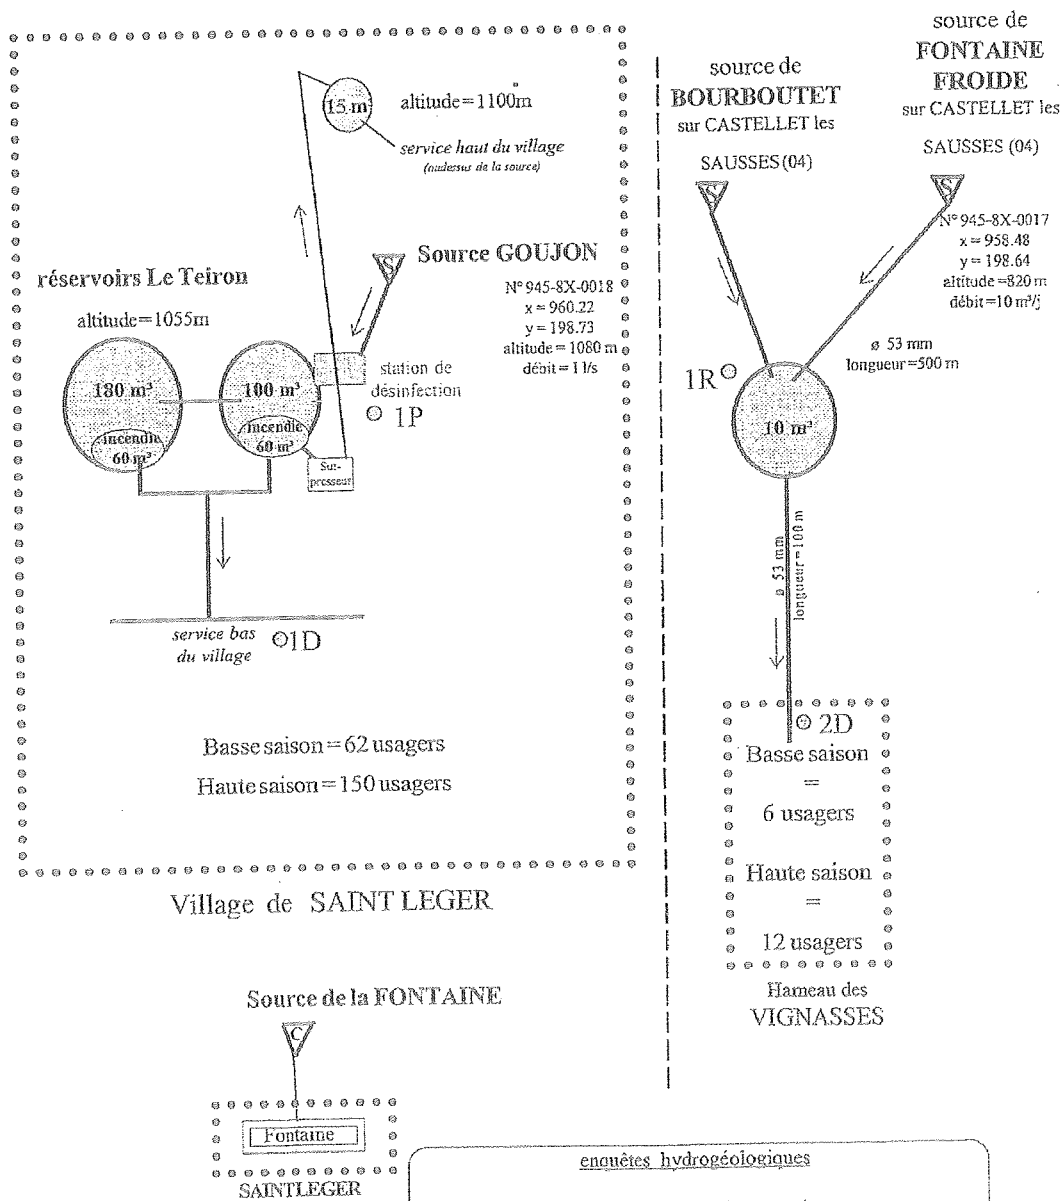 15 m
altitude=1100m
service haut du village
(audessus de la source)
réservoirs Le Teiron
altitude=1055m
S
Source GOUJON
N° 945-8X-0018
x=960.22
y=198.73
altitude=1080 m
débit=1 l/s
180 m³
incendie
60 m³
100 m³
incendie
60 m³
station de
désinfection
1P
Sur-
presseur
service bas
du village
1D
Basse saison=62 usagers
Haute saison=150 usagers
Village de SAINT LEGER
Source de la FONTAINE
C
Fontaine
SAINT LEGER
source de
BOURBOUTET
sur CASTELLET les
SAUSSES (04)
S
source de
FONTAINE
FROIDE
sur CASTELLET les
SAUSSES (04)
S
N° 945-8X-0017
x=958.48
y=198.64
altitude=820 m
débit=10 m³/j
ø 53 mm
longueur=500 m
1R
10 m³
ø 53 mm
longueur=100 m
2D
Basse saison
=
6 usagers
Haute saison
=
12 usagers
Hameau des
VIGNASSES
enquêtes hydrogéologiques